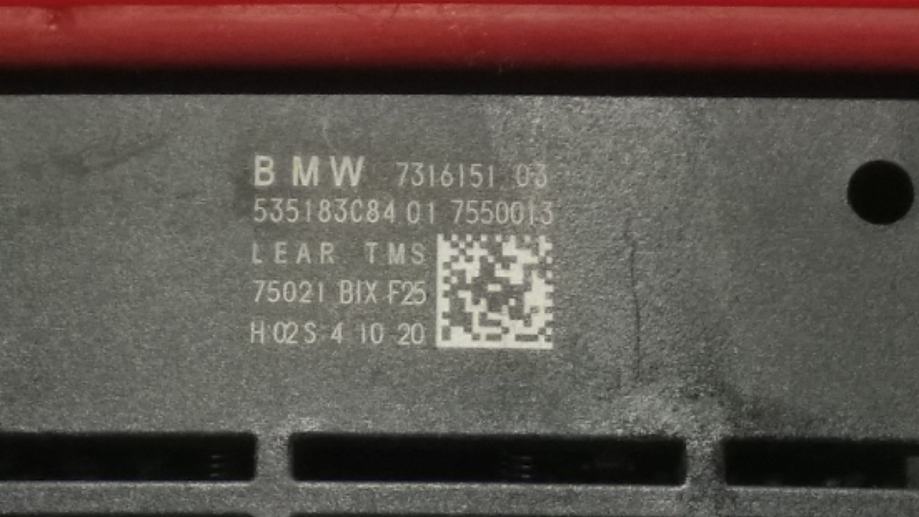 BMW 7316151 03
535183C84 01 7550013
LEAR TMS
75021 BIX F25
H02S 4 10 20